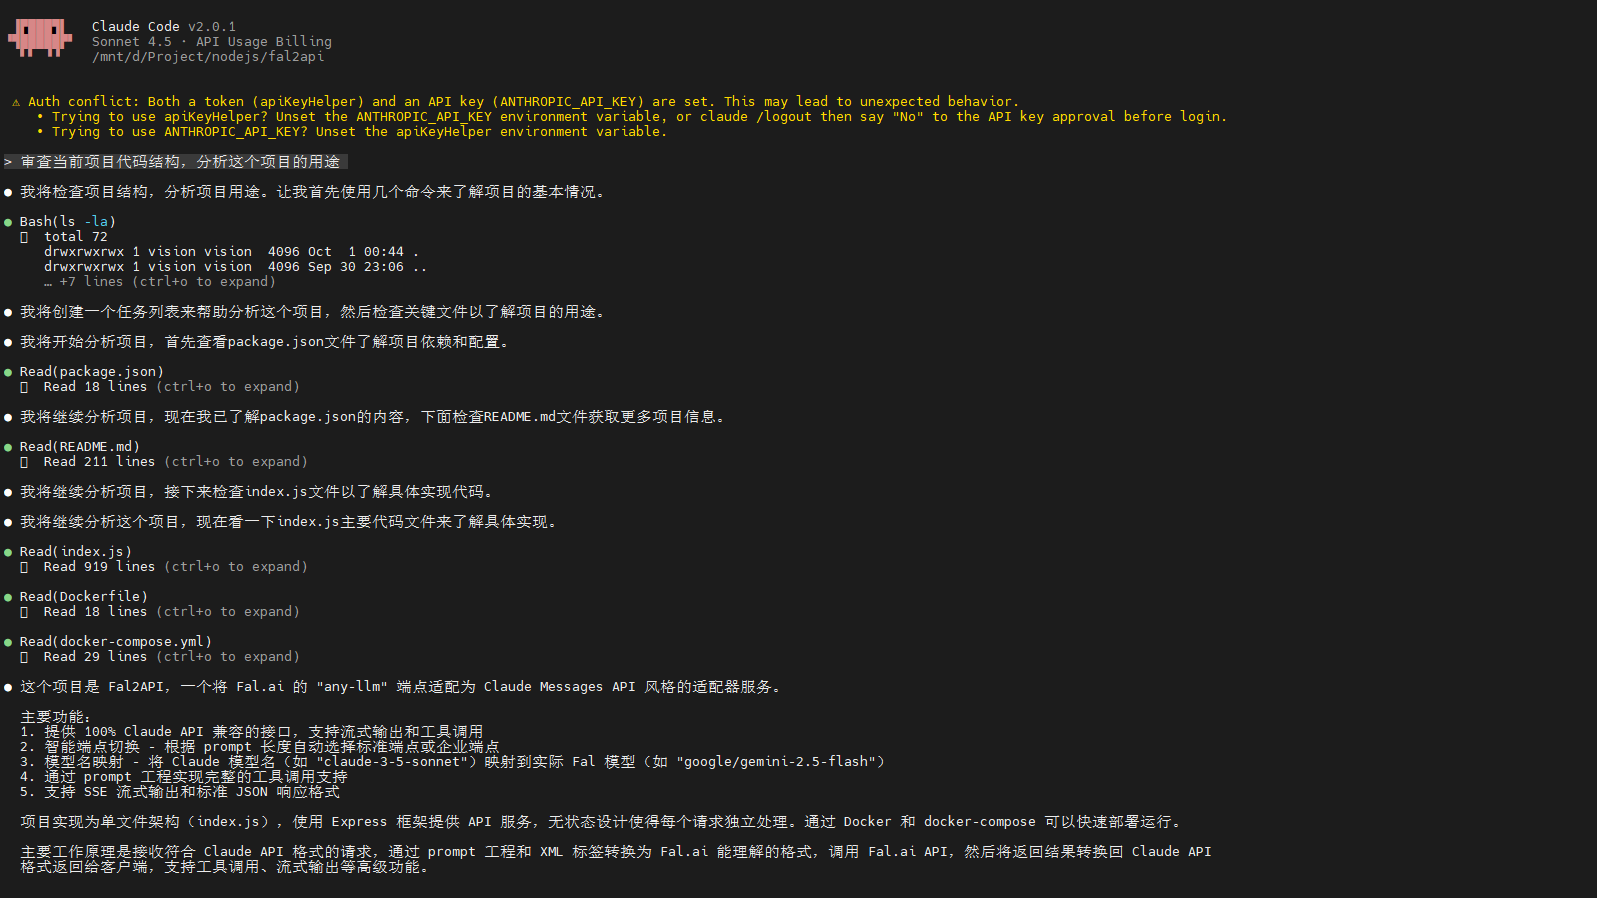 Claude Code v2.0.1
Sonnet 4.5 · API Usage Billing
/mnt/d/Project/nodejs/fal2api
⚠ Auth conflict: Both a token (apiKeyHelper) and an API key (ANTHROPIC_API_KEY) are set. This may lead to unexpected behavior.
• Trying to use apiKeyHelper? Unset the ANTHROPIC_API_KEY environment variable, or claude /logout then say "No" to the API key approval before login.
• Trying to use ANTHROPIC_API_KEY? Unset the apiKeyHelper environment variable.
> 审查当前项目代码结构，分析这个项目的用途
● 我将检查项目结构，分析项目用途。让我首先使用几个命令来了解项目的基本情况。
● Bash(ls -la)
total 72
drwxrwxrwx 1 vision vision  4096 Oct  1 00:44 .
drwxrwxrwx 1 vision vision  4096 Sep 30 23:06 ..
… +7 lines (ctrl+o to expand)
● 我将创建一个任务列表来帮助分析这个项目，然后检查关键文件以了解项目的用途。
● 我将开始分析项目，首先查看package.json文件了解项目依赖和配置。
● Read(package.json)
Read 18 lines (ctrl+o to expand)
● 我将继续分析项目，现在我已了解package.json的内容，下面检查README.md文件获取更多项目信息。
● Read(README.md)
Read 211 lines (ctrl+o to expand)
● 我将继续分析项目，接下来检查index.js文件以了解具体实现代码。
● 我将继续分析这个项目，现在看一下index.js主要代码文件来了解具体实现。
● Read(index.js)
Read 919 lines (ctrl+o to expand)
● Read(Dockerfile)
Read 18 lines (ctrl+o to expand)
● Read(docker-compose.yml)
Read 29 lines (ctrl+o to expand)
● 这个项目是 Fal2API，一个将 Fal.ai 的 "any-llm" 端点适配为 Claude Messages API 风格的适配器服务。
主要功能：
1. 提供 100% Claude API 兼容的接口，支持流式输出和工具调用
2. 智能端点切换 - 根据 prompt 长度自动选择标准端点或企业端点
3. 模型名映射 - 将 Claude 模型名（如 "claude-3-5-sonnet"）映射到实际 Fal 模型（如 "google/gemini-2.5-flash"）
4. 通过 prompt 工程实现完整的工具调用支持
5. 支持 SSE 流式输出和标准 JSON 响应格式
项目实现为单文件架构（index.js），使用 Express 框架提供 API 服务，无状态设计使得每个请求独立处理。通过 Docker 和 docker-compose 可以快速部署运行。
主要工作原理是接收符合 Claude API 格式的请求，通过 prompt 工程和 XML 标签转换为 Fal.ai 能理解的格式，调用 Fal.ai API，然后将返回结果转换回 Claude API
格式返回给客户端，支持工具调用、流式输出等高级功能。